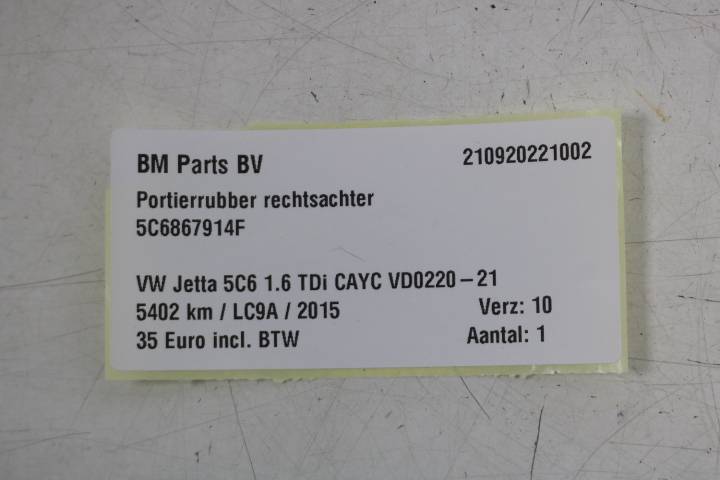 BM Parts BV 210920221002
Portierrubber rechtsachter
5C6867914F
VW Jetta 5C6 1.6 TDi CAYC VD0220-21
5402 km / LC9A / 2015 Verz: 10
35 Euro incl. BTW Aantal: 1